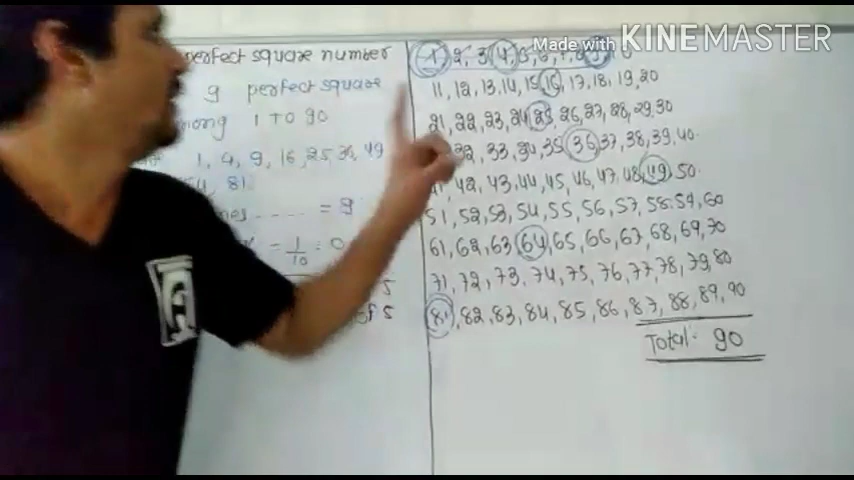 Made with KINEMASTER
perfect square number
9 perfect square
among 1 TO 90
1, 4, 9, 16, 25, 36, 49
81
= 9
= 1/10 = 0
5
of 5
1, 2, 3, 4, 5, 6, 7, 8, 9, 10
11, 12, 13, 14, 15, 16, 17, 18, 19, 20
21, 22, 23, 24, 25, 26, 27, 28, 29, 30
32, 33, 34, 35, 36, 37, 38, 39, 40.
41, 42, 43, 44, 45, 46, 47, 48, 49, 50.
51, 52, 53, 54, 55, 56, 57, 58, 59, 60
61, 62, 63, 64, 65, 66, 67, 68, 69, 70
71, 72, 73, 74, 75, 76, 77, 78, 79, 80
81, 82, 83, 84, 85, 86, 87, 88, 89, 90
Total. 90